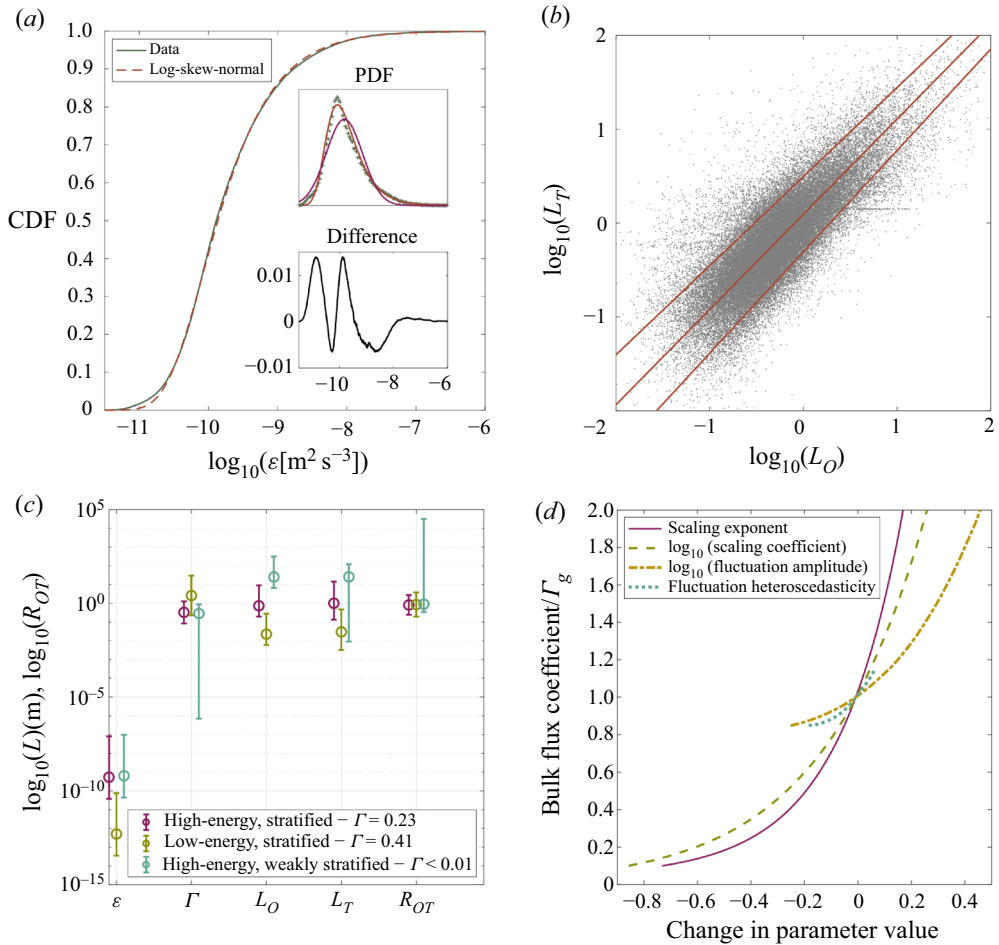 (a)
1.0
0.9
0.8
0.7
0.6
0.5
0.4
0.3
0.2
0.1
0
CDF
Data
Log-skew-normal
PDF
Difference
0.01
0
−0.01
−10
−8
−6
−11
−10
−9
−8
−7
−6
log10(ε[m² s⁻³])
(b)
2
1
0
−1
−2
−1
0
1
2
log10(L_T)
log10(L_O)
(c)
10⁵
10⁰
10⁻⁵
10⁻¹⁰
10⁻¹⁵
log10(L)(m), log10(R_OT)
High-energy, stratified − Γ = 0.23
Low-energy, stratified − Γ = 0.41
High-energy, weakly stratified − Γ < 0.01
ε
Γ
L_O
L_T
R_OT
(d)
2.0
1.8
1.6
1.4
1.2
1.0
0.8
0.6
0.4
0.2
0
Bulk flux coefficient/Γ_g
Scaling exponent
log10 (scaling coefficient)
log10 (fluctuation amplitude)
Fluctuation heteroscedasticity
−0.8
−0.6
−0.4
−0.2
0
0.2
0.4
Change in parameter value